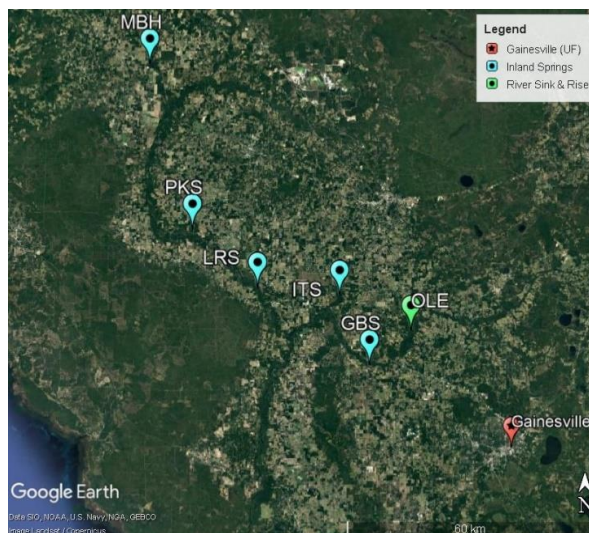 MBH
Legend
Gainesville (UF)
Inland Springs
River Sink & Rise
PKS
LRS
ITS
OLE
GBS
Gainesville
Google Earth
N
Data SIO, NOAA, U.S. Navy, NGA, GEBCO
Image Landsat / Copernicus
60 km